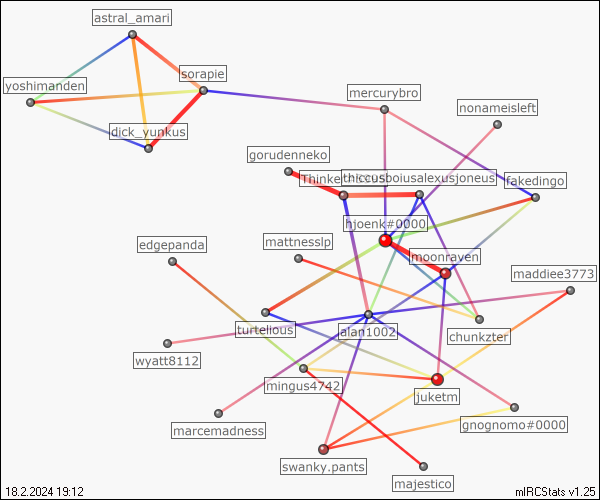 astral_amari
sorapie
yoshimanden
mercurybro
nonameisleft
dick_yunkus
gorudenneko
thiccusboiusalexusjoneus
fakedingo
hjoenk#0000
edgepanda
mattnesslp
moonraven
maddiee3773
turtelious
alan1002
chunkzter
wyatt8112
mingus4742
juketm
marcemadness
gnognomo#0000
swanky.pants
majestico
18.2.2024 19:12
mIRCStats v1.25